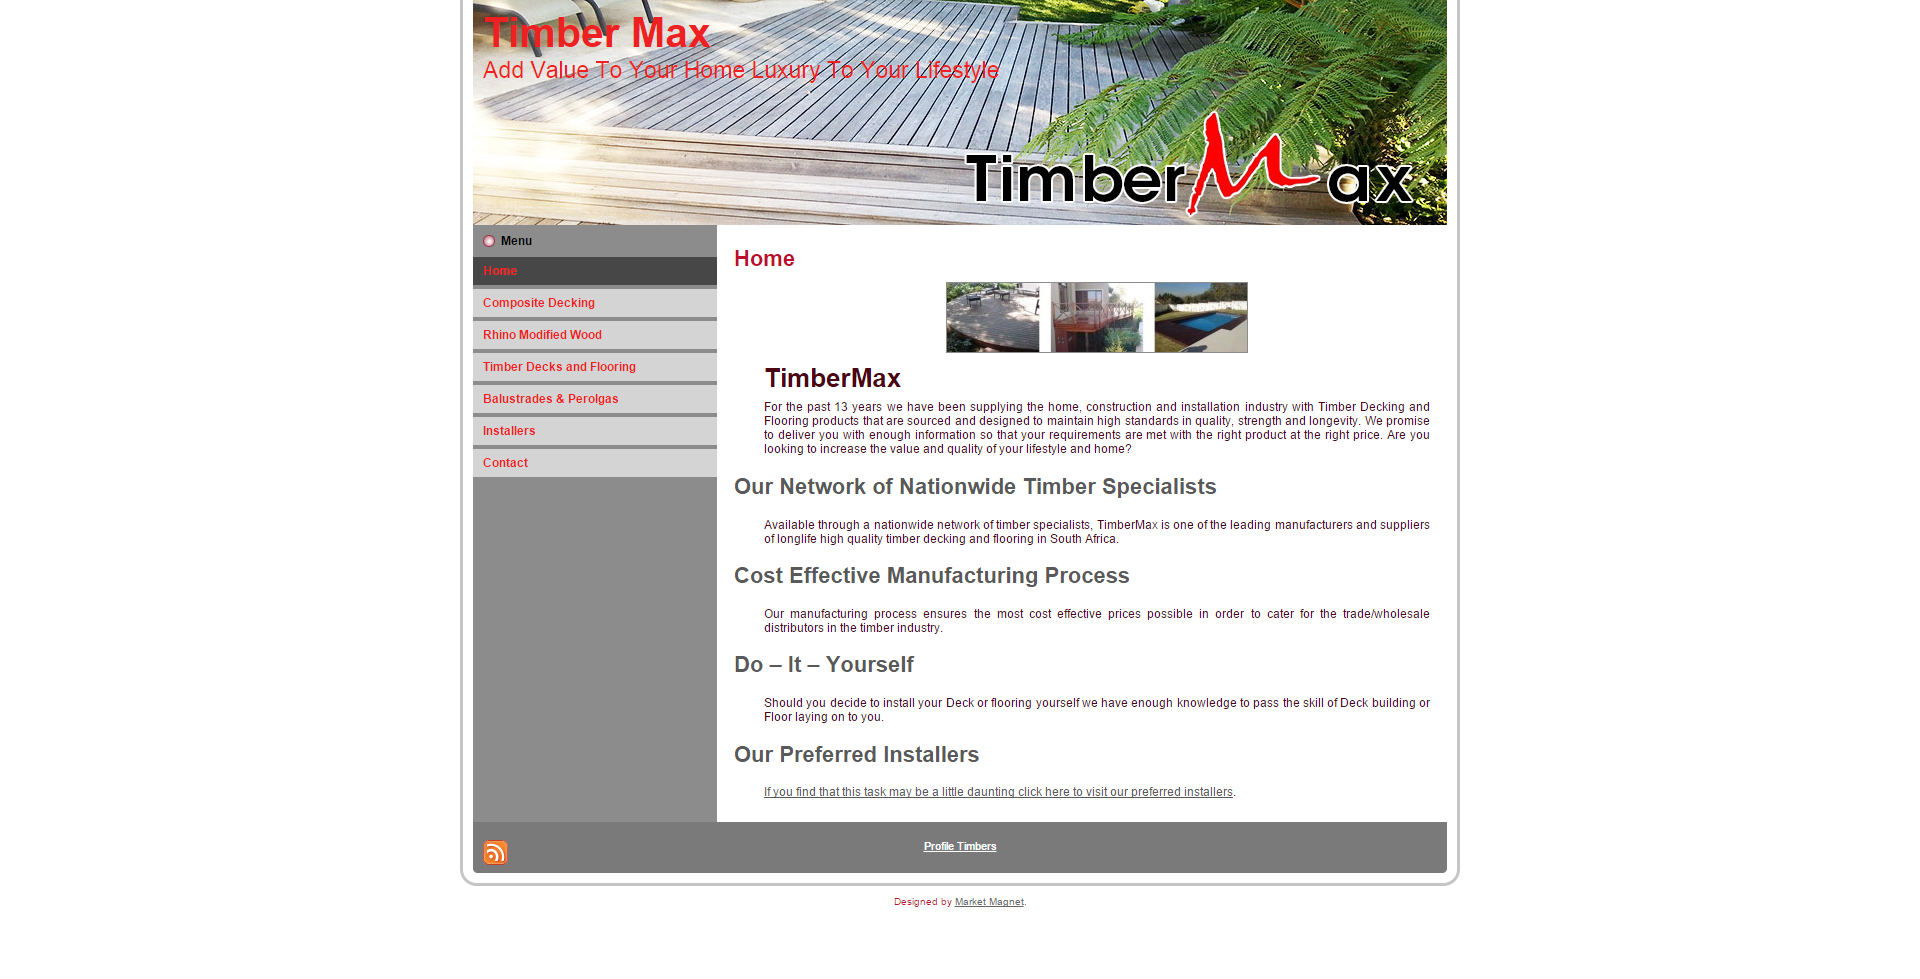 Timber Max
Add Value To Your Home Luxury To Your Lifestyle
TimberMax
Menu
Home
Composite Decking
Rhino Modified Wood
Timber Decks and Flooring
Balustrades & Perolgas
Installers
Contact
Home
TimberMax
For the past 13 years we have been supplying the home, construction and installation industry with Timber Decking and
Flooring products that are sourced and designed to maintain high standards in quality, strength and longevity. We promise
to deliver you with enough information so that your requirements are met with the right product at the right price. Are you
looking to increase the value and quality of your lifestyle and home?
Our Network of Nationwide Timber Specialists
Available through a nationwide network of timber specialists, TimberMax is one of the leading manufacturers and suppliers
of longlife high quality timber decking and flooring in South Africa.
Cost Effective Manufacturing Process
Our manufacturing process ensures the most cost effective prices possible in order to cater for the trade/wholesale
distributors in the timber industry.
Do – It – Yourself
Should you decide to install your Deck or flooring yourself we have enough knowledge to pass the skill of Deck building or
Floor laying on to you.
Our Preferred Installers
If you find that this task may be a little daunting click here to visit our preferred installers.
Profile Timbers
Designed by Market Magnet.